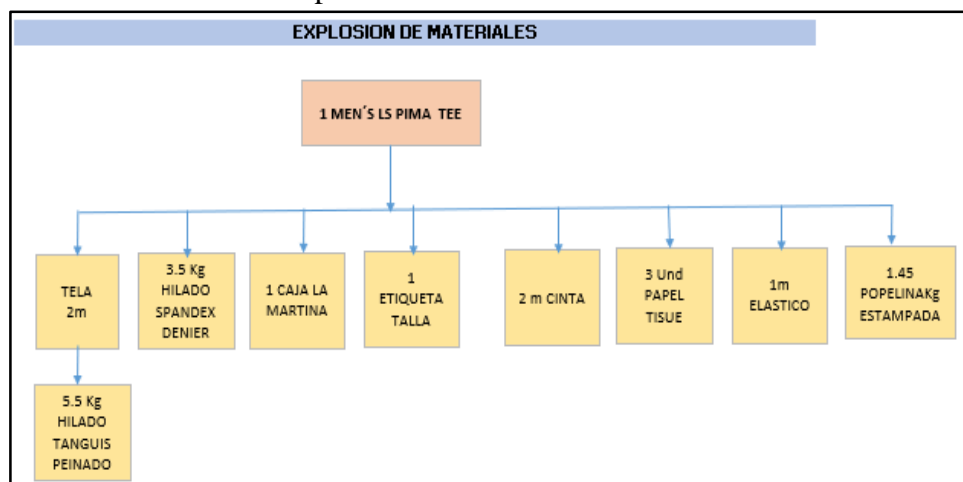 EXPLOSION DE MATERIALES
1 MEN´S LS PIMA TEE
TELA
2m
3.5 Kg
HILADO
SPANDEX
DENIER
1 CAJA LA
MARTINA
1
ETIQUETA
TALLA
2 m CINTA
3 Und
PAPEL
TISUE
1m
ELASTICO
1.45
POPELINAKg
ESTAMPADA
5.5 Kg
HILADO
TANGUIS
PEINADO